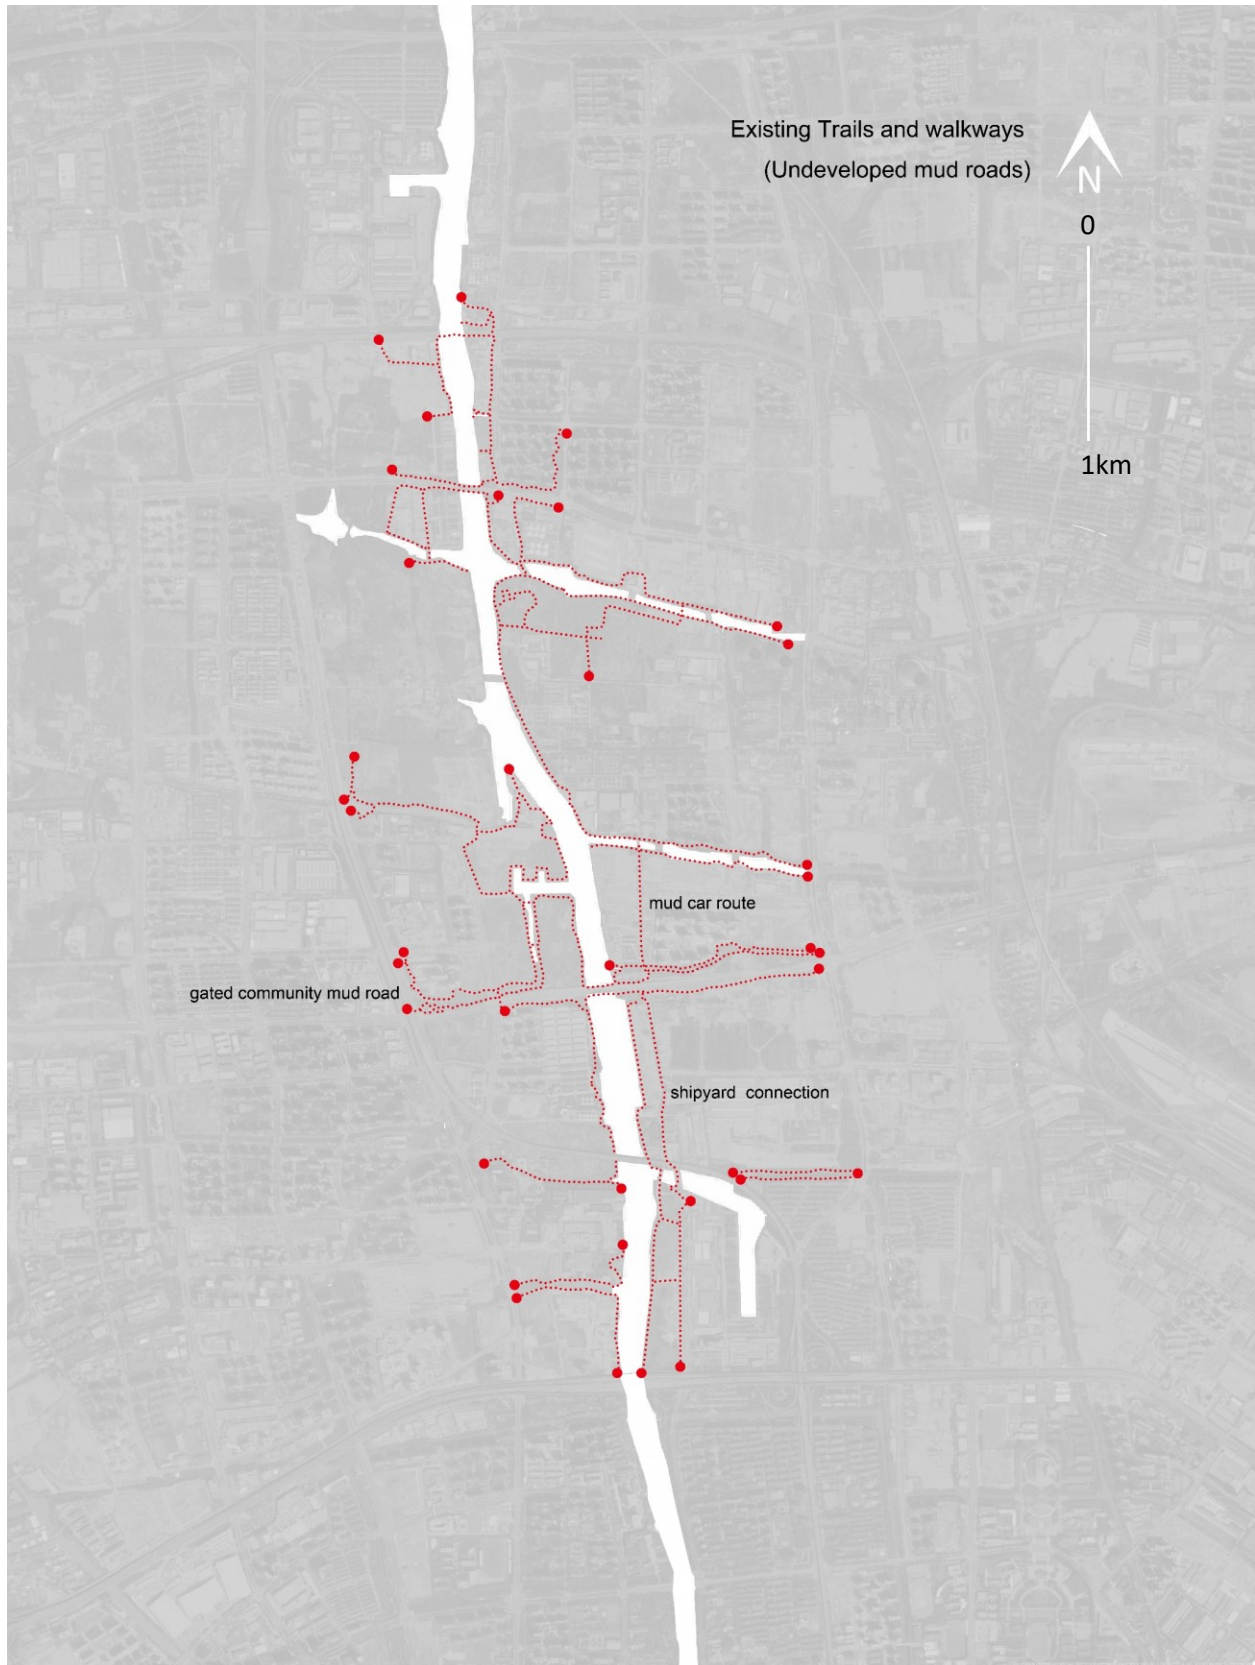 Existing Trails and walkways
(Undeveloped mud roads)
N
0
1km
mud car route
gated community mud road
shipyard connection